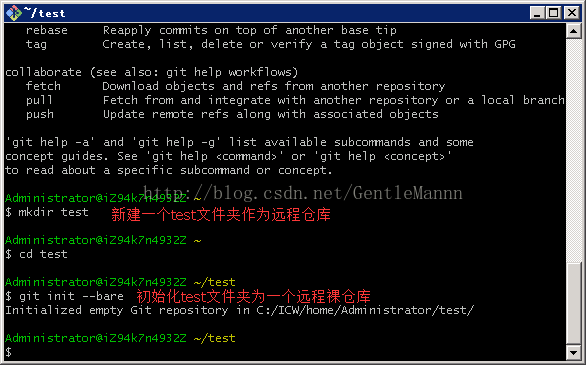 ~/test
rebase Reapply commits on top of another base tip
tag Create, list, delete or verify a tag object signed with GPG
collaborate (see also: git help workflows)
fetch Download objects and refs from another repository
pull Fetch from and integrate with another repository or a local branch
push Update remote refs along with associated objects
'git help -a' and 'git help -g' list available subcommands and some
concept guides. See 'git help <command>' or 'git help <concept>'
to read about a specific subcommand or concept.
http://blog.csdn.net/GentleMannn
Administrator@iZ94k7n4932Z ~
$ mkdir test 新建一个test文件夹作为远程仓库
Administrator@iZ94k7n4932Z ~
$ cd test
Administrator@iZ94k7n4932Z ~/test
$ git init --bare 初始化test文件夹为一个远程裸仓库
Initialized empty Git repository in C:/ICW/home/Administrator/test/
Administrator@iZ94k7n4932Z ~/test
$